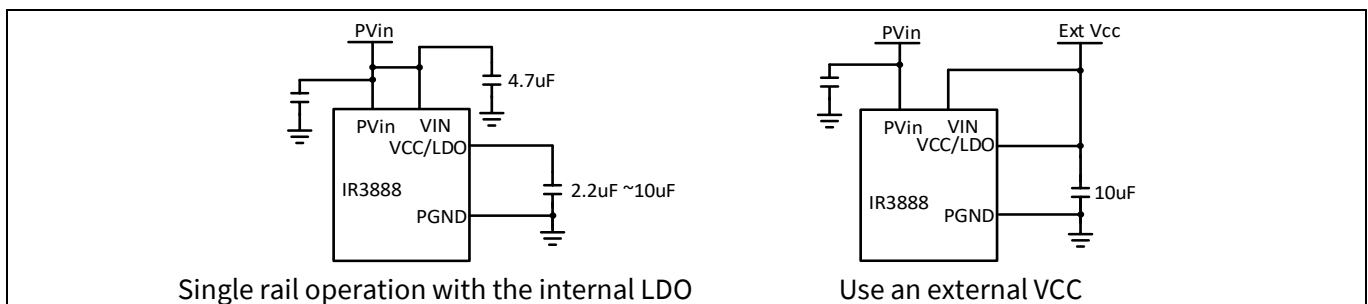 PVin
4.7uF
PVin VIN
VCC/LDO
IR3888
2.2uF ~10uF
PGND
Single rail operation with the internal LDO
PVin
Ext Vcc
PVin VIN
VCC/LDO
IR3888
10uF
PGND
Use an external VCC